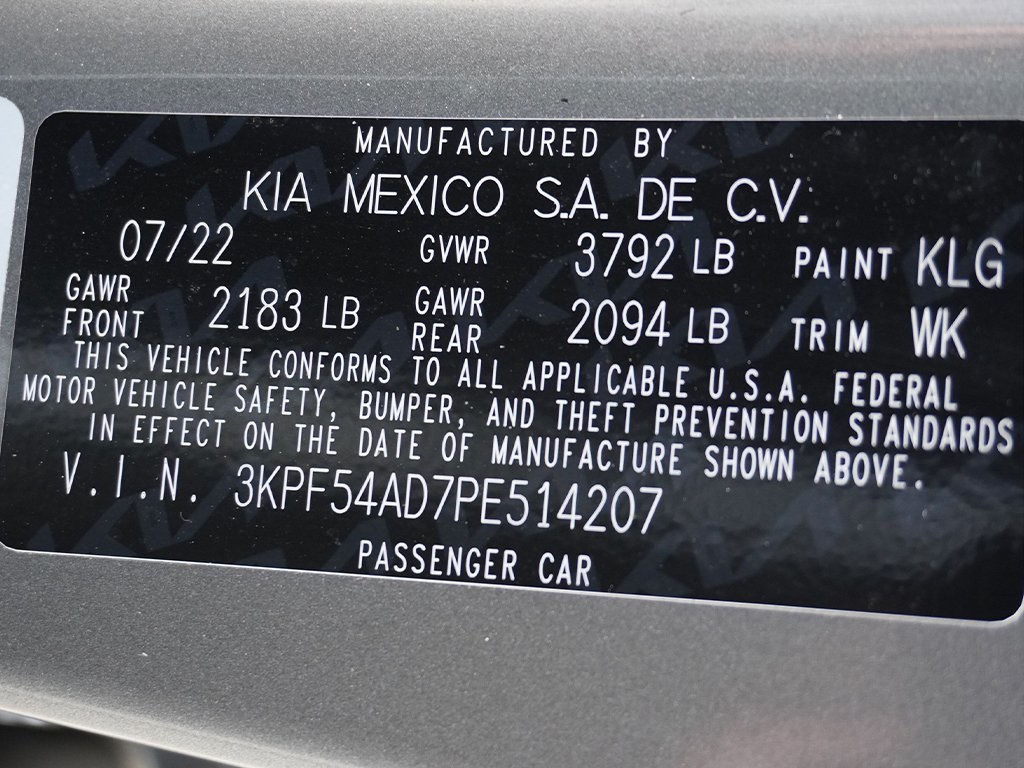 MANUFACTURED BY
KIA MEXICO S.A. DE C.V.
07/22 GVWR 3792 LB PAINT KLG
GAWR FRONT 2183 LB GAWR REAR 2094 LB TRIM WK
THIS VEHICLE CONFORMS TO ALL APPLICABLE U.S.A. FEDERAL
MOTOR VEHICLE SAFETY, BUMPER, AND THEFT PREVENTION STANDARDS
IN EFFECT ON THE DATE OF MANUFACTURE SHOWN ABOVE.
V.I.N. 3KPF54AD7PE514207
PASSENGER CAR